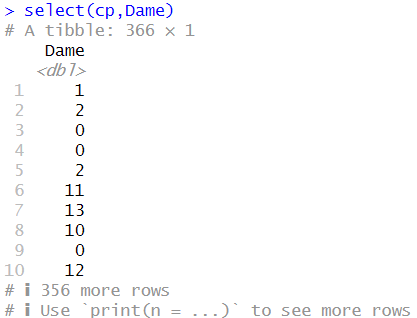 > select(cp,Dame)
# A tibble: 366 × 1
Dame
<dbl>
1 1
2 2
3 0
4 0
5 2
6 11
7 13
8 10
9 0
10 12
# ℹ 356 more rows
# ℹ Use `print(n = ...)` to see more rows